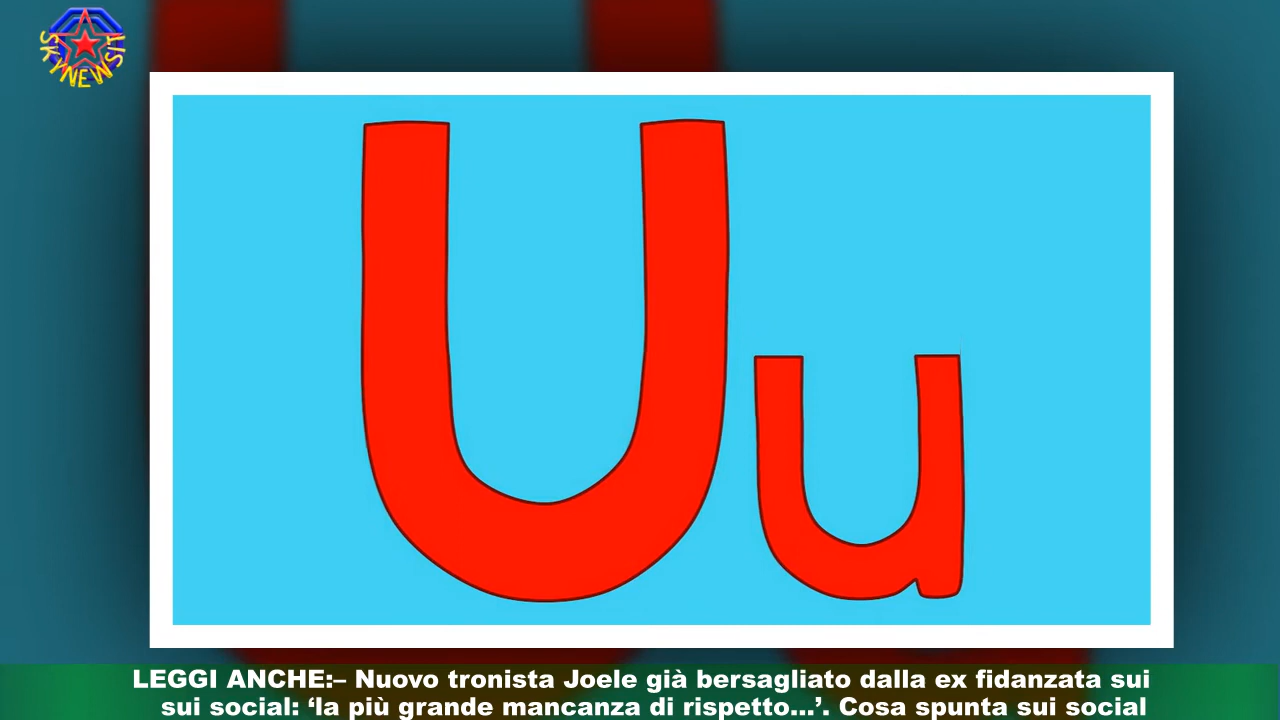 SKYNEWSIT
Uu
LEGGI ANCHE:– Nuovo tronista Joele già bersagliato dalla ex fidanzata sui
sui social: ‘la più grande mancanza di rispetto...’. Cosa spunta sui social